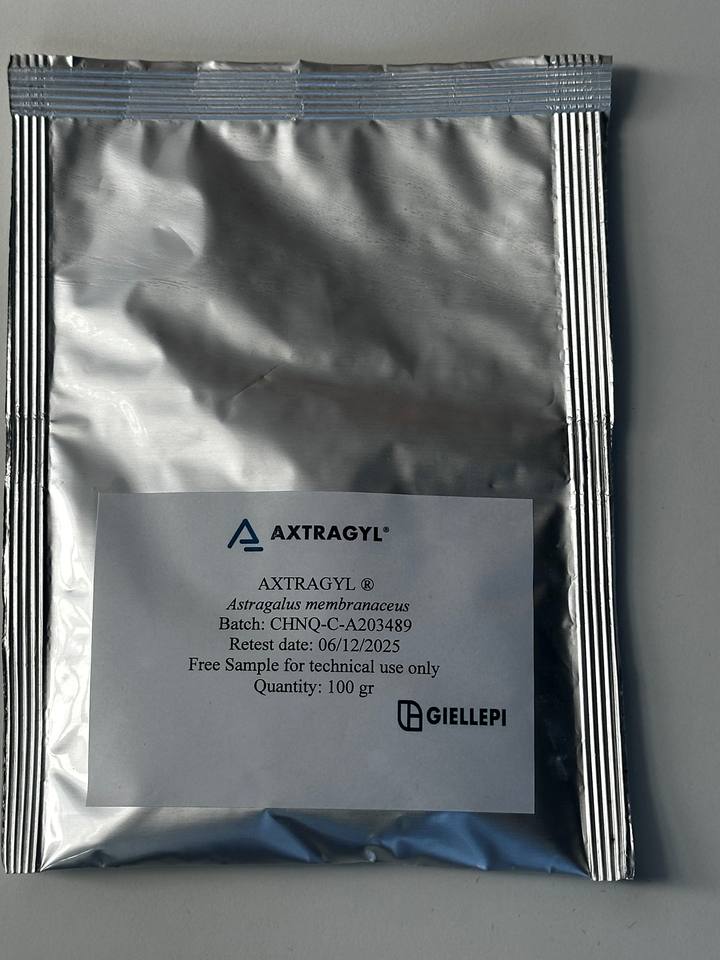 AXTRAGYL®
AXTRAGYL ®
Astragalus membranaceus
Batch: CHNQ-C-A203489
Retest date: 06/12/2025
Free Sample for technical use only
Quantity: 100 gr
GIELLEPI